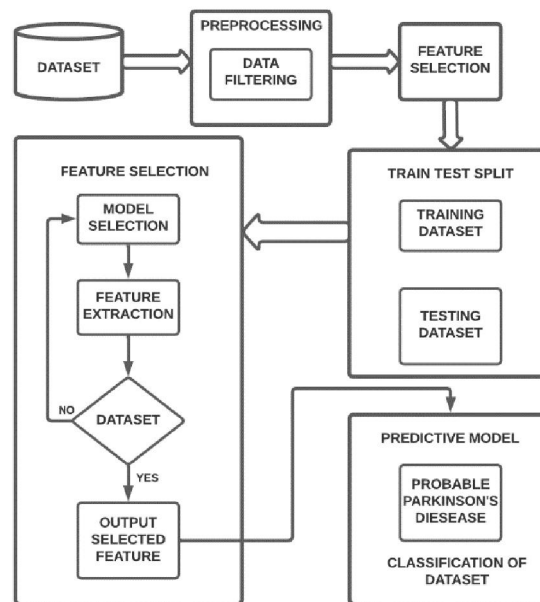 DATASET
PREPROCESSING
DATA
FILTERING
FEATURE
SELECTION
TRAIN TEST SPLIT
TRAINING
DATASET
TESTING
DATASET
FEATURE SELECTION
MODEL
SELECTION
FEATURE
EXTRACTION
DATASET
NO
YES
OUTPUT
SELECTED
FEATURE
PREDICTIVE MODEL
PROBABLE
PARKINSON'S
DIESEASE
CLASSIFICATION OF
DATASET